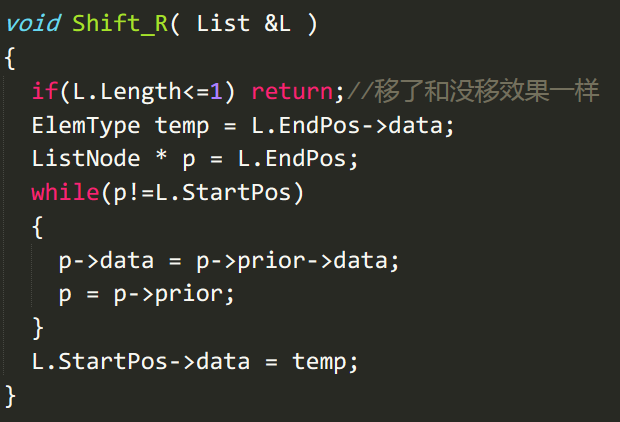 void Shift_R( List &L )
{
if(L.Length<=1) return;//移了和没移效果一样
ElemType temp = L.EndPos->data;
ListNode * p = L.EndPos;
while(p!=L.StartPos)
{
p->data = p->prior->data;
p = p->prior;
}
L.StartPos->data = temp;
}